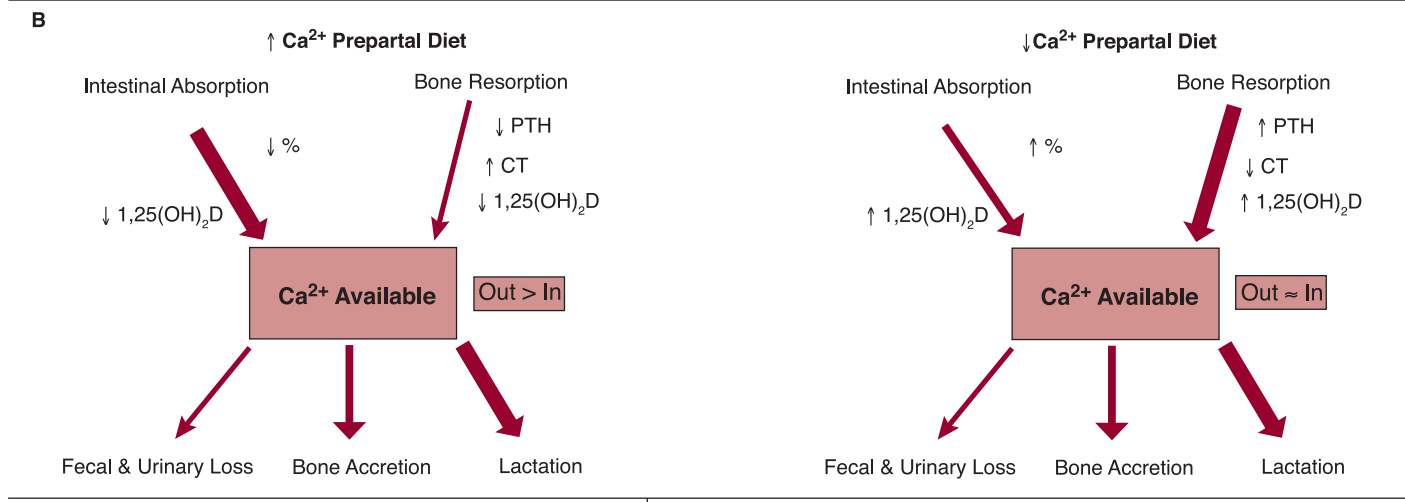 B
↑ Ca²⁺ Prepartal Diet
Intestinal Absorption
Bone Resorption
↓ %
↓ PTH
↑ CT
↓ 1,25(OH)₂D
↓ 1,25(OH)₂D
Ca²⁺ Available
Out > In
Fecal & Urinary Loss
Bone Accretion
Lactation
↓Ca²⁺ Prepartal Diet
Intestinal Absorption
Bone Resorption
↑ %
↑ PTH
↓ CT
↑ 1,25(OH)₂D
↑ 1,25(OH)₂D
Ca²⁺ Available
Out ≈ In
Fecal & Urinary Loss
Bone Accretion
Lactation